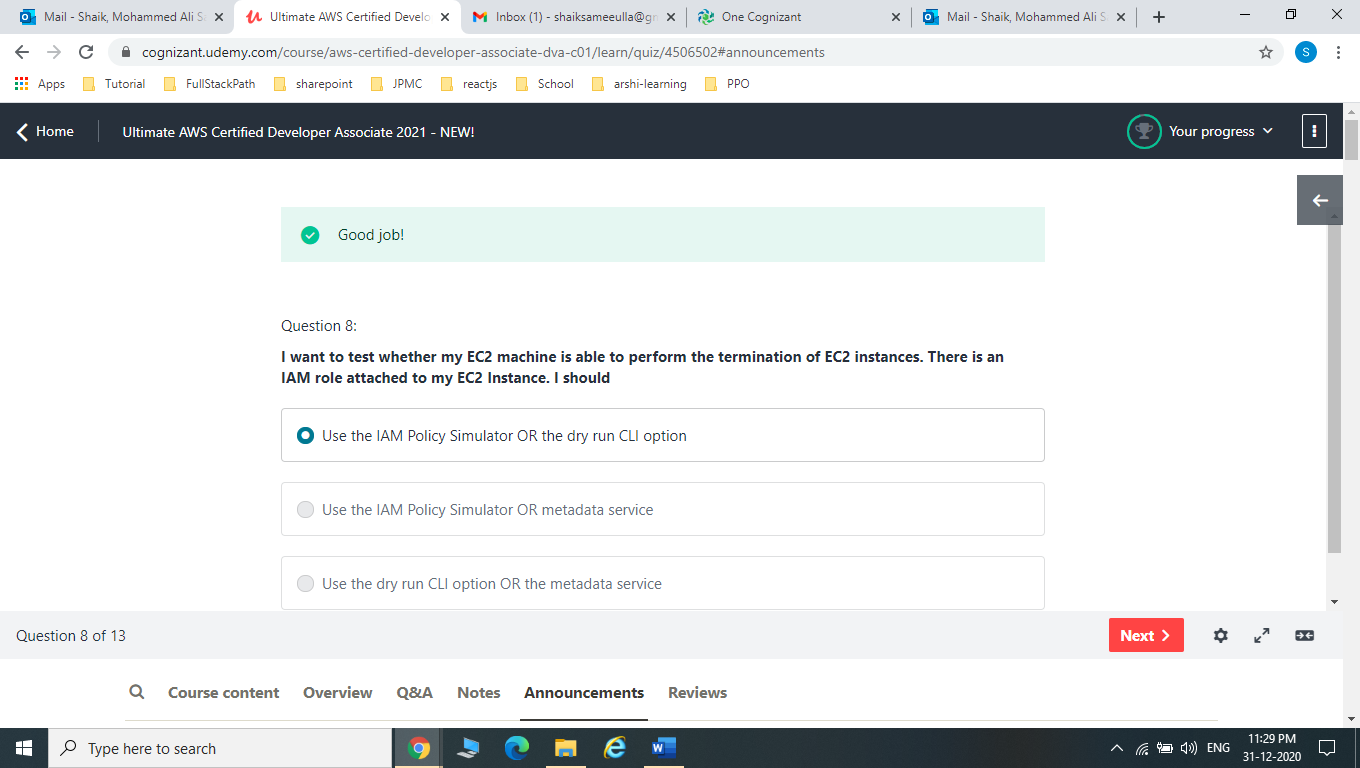 Mail - Shaik, Mohammed Ali S
Ultimate AWS Certified Develo
Inbox (1) - shaiksameeulla@gr
One Cognizant
Mail - Shaik, Mohammed Ali S
cognizant.udemy.com/course/aws-certified-developer-associate-dva-c01/learn/quiz/4506502#announcements
S
Apps
Tutorial
FullStackPath
sharepoint
JPMC
reactjs
School
arshi-learning
PPO
Home
Ultimate AWS Certified Developer Associate 2021 - NEW!
Your progress
Good job!
Question 8:
I want to test whether my EC2 machine is able to perform the termination of EC2 instances. There is an
IAM role attached to my EC2 Instance. I should
Use the IAM Policy Simulator OR the dry run CLI option
Use the IAM Policy Simulator OR metadata service
Use the dry run CLI option OR the metadata service
Question 8 of 13
Next
Course content
Overview
Q&A
Notes
Announcements
Reviews
Type here to search
ENG
11:29 PM
31-12-2020